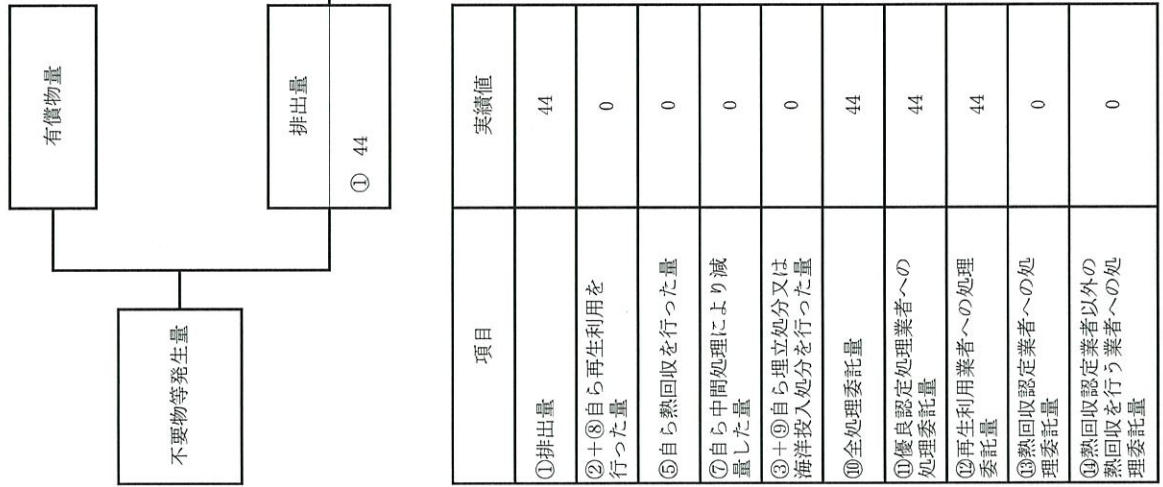 不要物等発生量
有償物量
排出量
① 44
項目
実績値
①排出量
44
②＋⑧自ら再生利用を
行った量
0
⑤自ら熱回収を行った量
0
⑦自ら中間処理により減
量した量
0
③＋⑨自ら埋立処分又は
海洋投入処分を行った量
0
⑩全処理委託量
44
⑪優良認定処理業者への
処理委託量
44
⑫再生利用業者への処理
委託量
44
⑬熱回収認定業者への処
理委託量
0
⑭熱回収認定業者以外の
熱回収を行う業者への処
理委託量
0